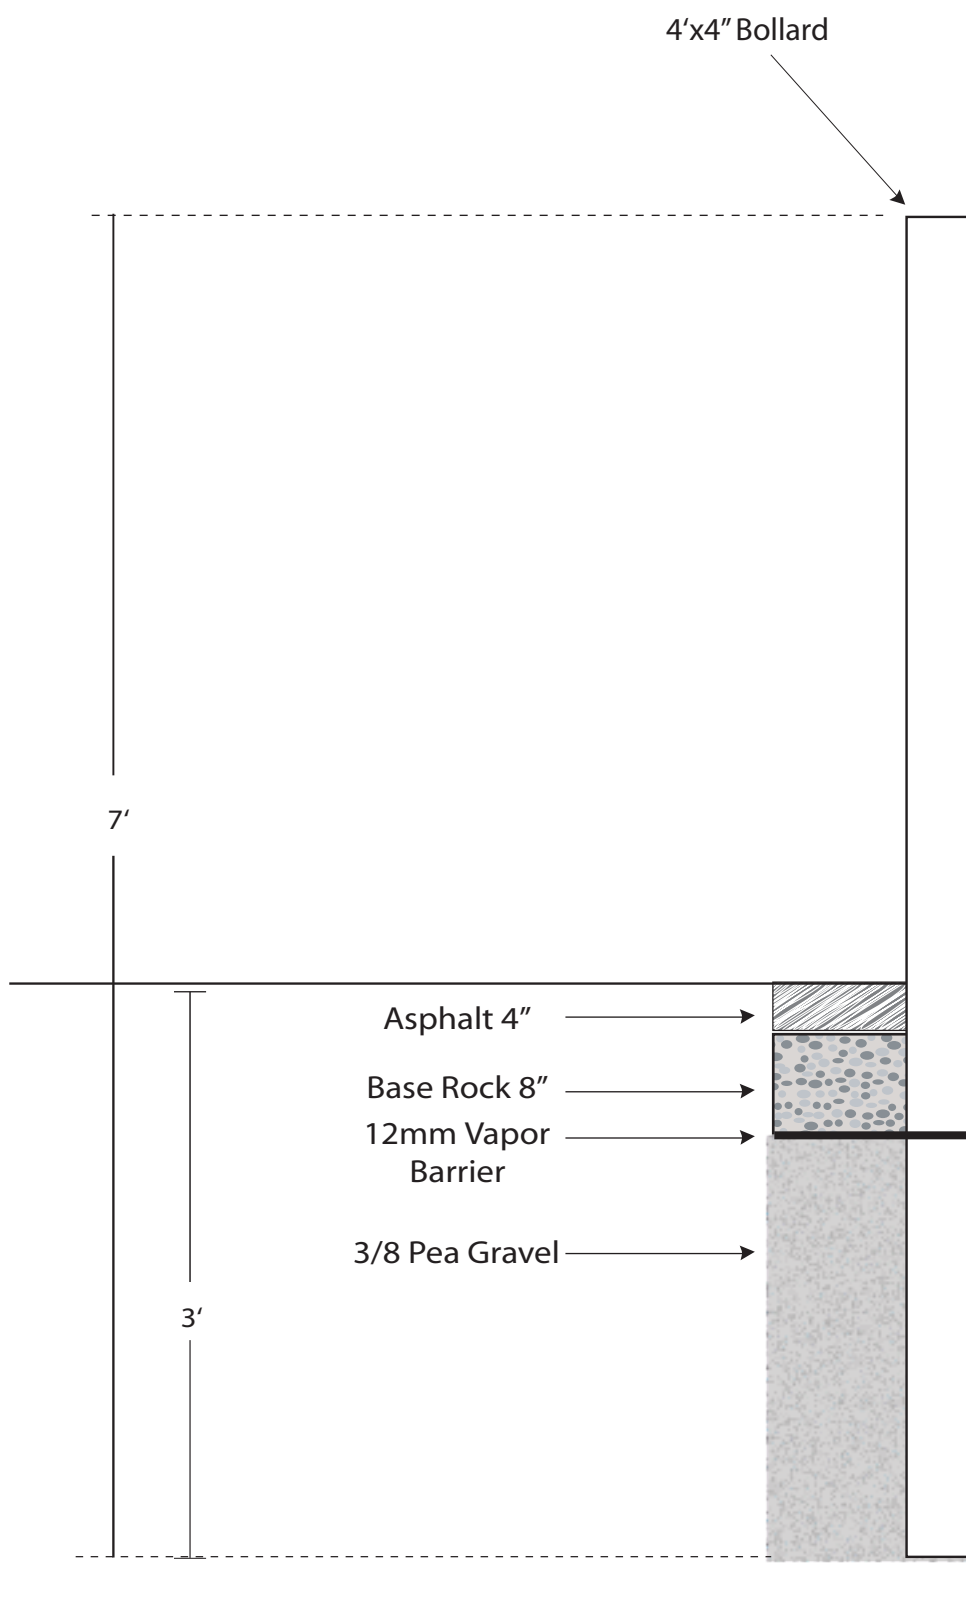 4‘x4” Bollard
7‘
Asphalt 4”
Base Rock 8”
12mm Vapor
Barrier
3/8 Pea Gravel
3‘